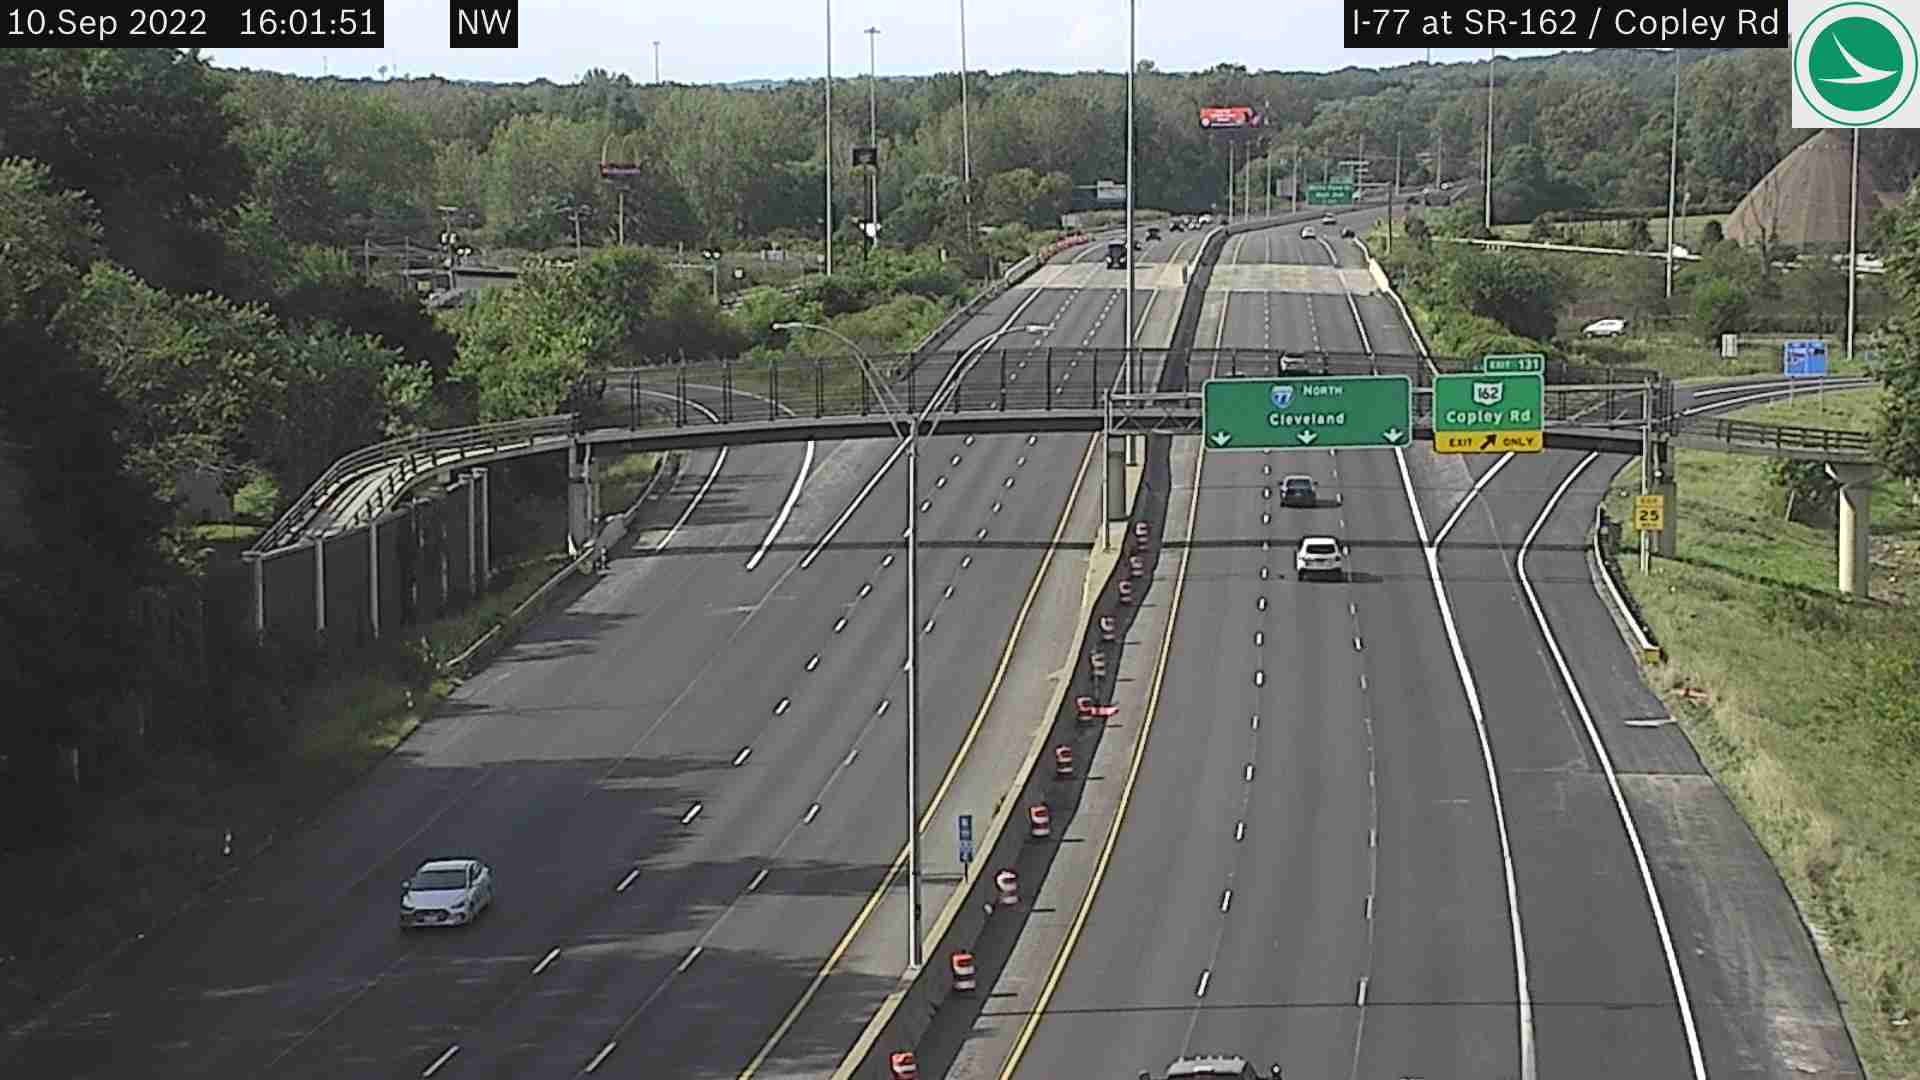 10.Sep 2022 16:01:51
NW
I-77 at SR-162 / Copley Rd
77 NORTH
Cleveland
EXIT 131
162
Copley Rd
EXIT ONLY
25